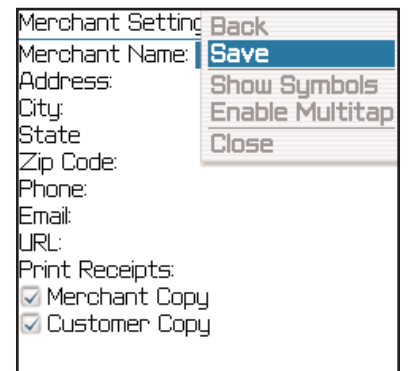 Merchant Setting
Merchant Name:
Address:
City:
State
Zip Code:
Phone:
Email:
URL:
Print Receipts:
Merchant Copy
Customer Copy
Back
Save
Show Symbols
Enable Multitap
Close